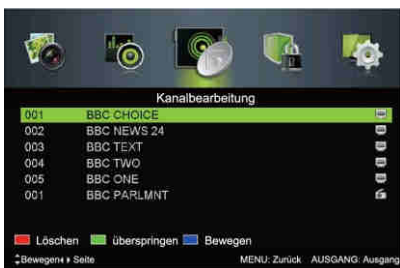 Kanalbearbeitung
001 BBC CHOICE
002 BBC NEWS 24
003 BBC TEXT
004 BBC TWO
005 BBC ONE
001 BBC PARLMNT
Löschen überspringen Bewegen
Bewegen Seite MENU: Zurück AUSGANG: Ausgang